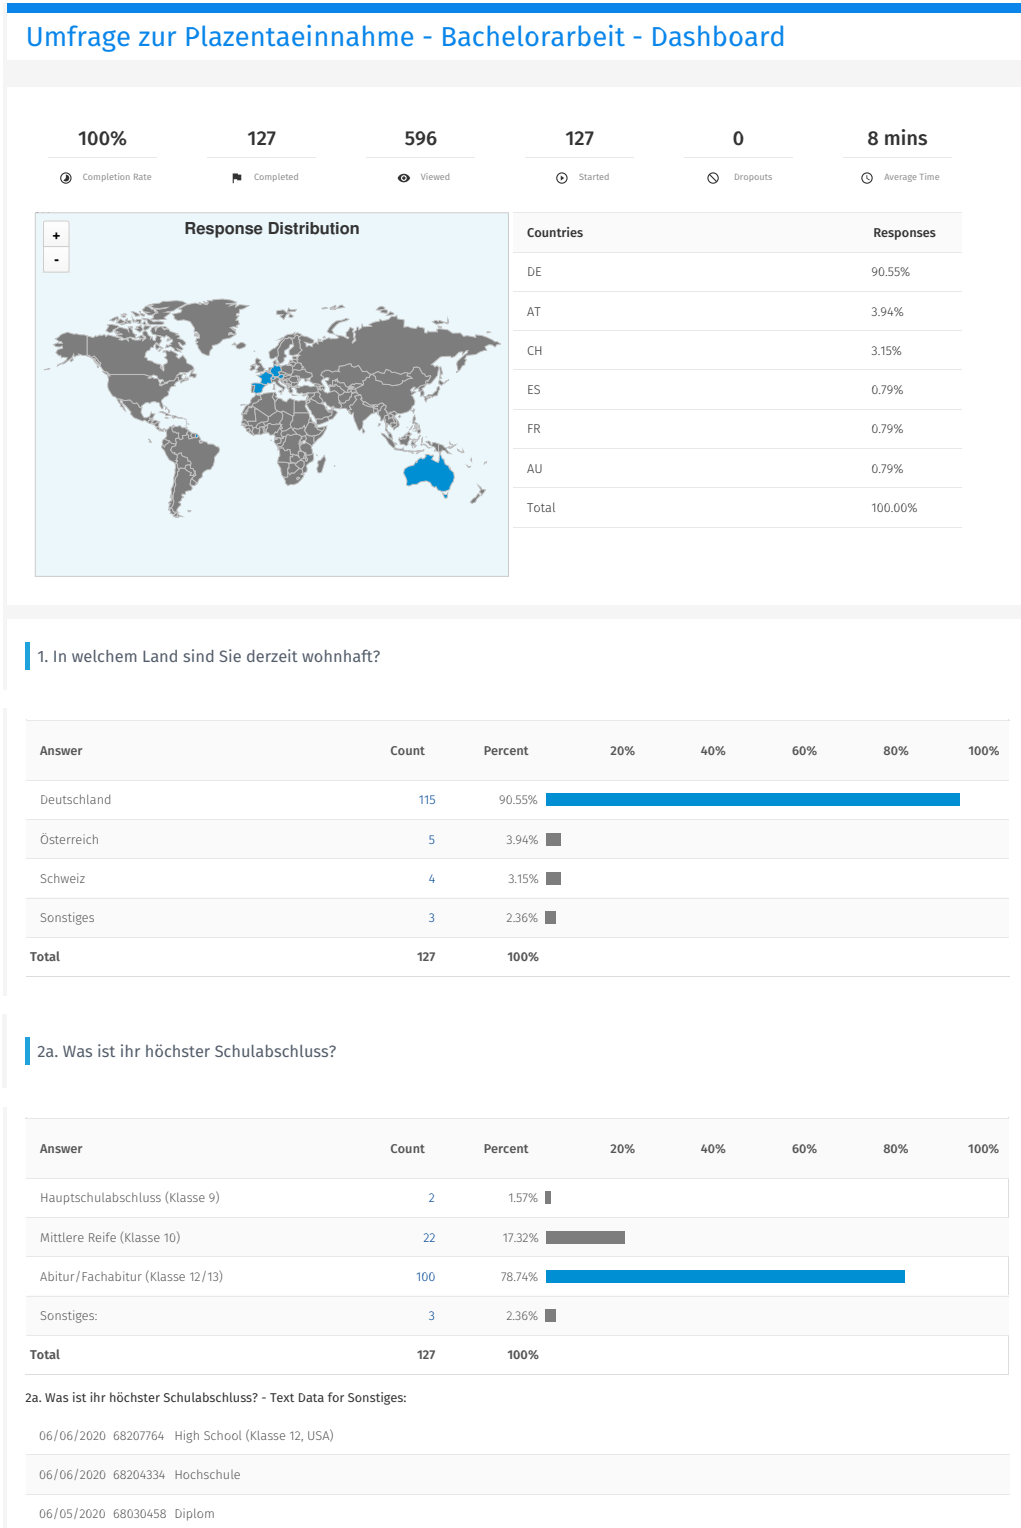 Umfrage zur Plazentaeinnahme - Bachelorarbeit - Dashboard
100% 127 596 127 0 8 mins
Completion Rate Completed Viewed Started Dropouts Average Time
+
-
Response Distribution
Countries Responses
DE 90.55%
AT 3.94%
CH 3.15%
ES 0.79%
FR 0.79%
AU 0.79%
Total 100.00%
1. In welchem Land sind Sie derzeit wohnhaft?
Answer Count Percent 20% 40% 60% 80% 100%
Deutschland 115 90.55%
Österreich 5 3.94%
Schweiz 4 3.15%
Sonstiges 3 2.36%
Total 127 100%
2a. Was ist ihr höchster Schulabschluss?
Answer Count Percent 20% 40% 60% 80% 100%
Hauptschulabschluss (Klasse 9) 2 1.57%
Mittlere Reife (Klasse 10) 22 17.32%
Abitur/Fachabitur (Klasse 12/13) 100 78.74%
Sonstiges: 3 2.36%
Total 127 100%
2a. Was ist ihr höchster Schulabschluss? - Text Data for Sonstiges:
06/06/2020 68207764 High School (Klasse 12, USA)
06/06/2020 68204334 Hochschule
06/05/2020 68030458 Diplom